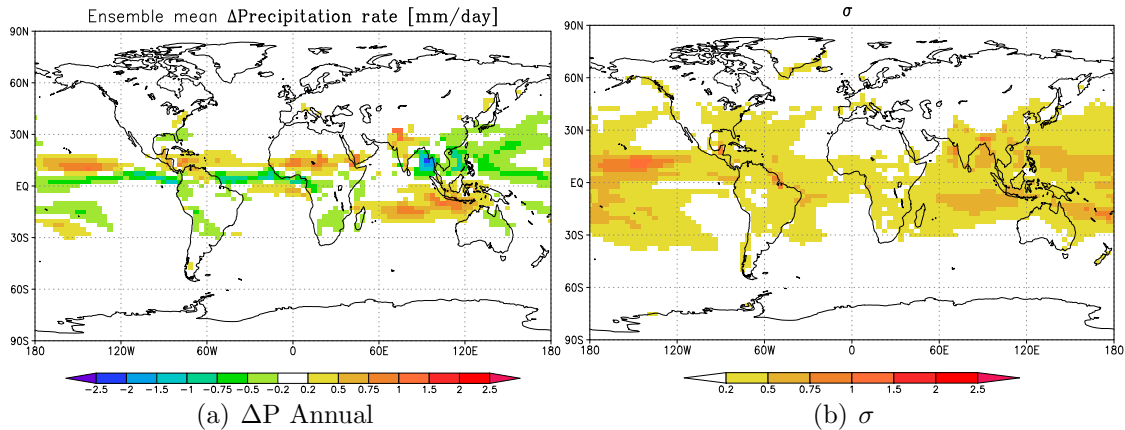 Ensemble mean ΔPrecipitation rate [mm/day]
90N
60N
30N
EQ
30S
60S
90S
180 120W 60W 0 60E 120E 180
-2.5 -2 -1.5 -1 -0.75 -0.5 -0.2 0.2 0.5 0.75 1 1.5 2 2.5
(a) ΔP Annual
σ
90N
60N
30N
EQ
30S
60S
90S
180 120W 60W 0 60E 120E 180
0.2 0.5 0.75 1 1.5 2 2.5
(b) σ